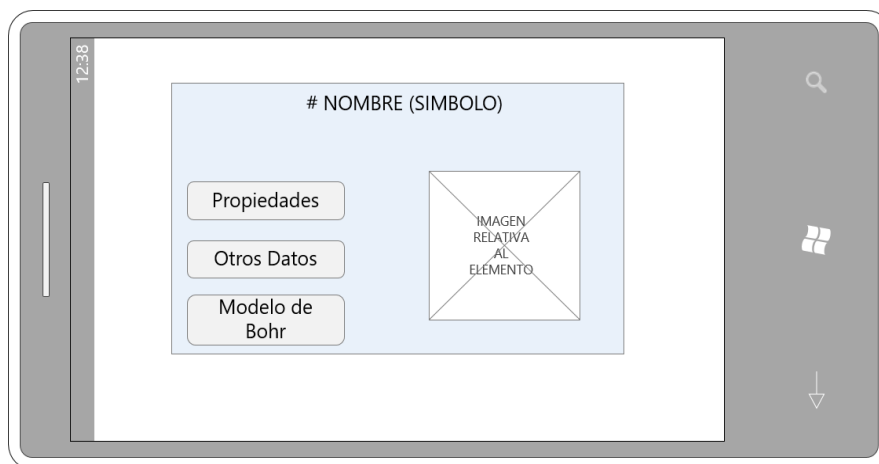 12:38
# NOMBRE (SIMBOLO)
Propiedades
Otros Datos
Modelo de
Bohr
IMAGEN
RELATIVA
AL
ELEMENTO